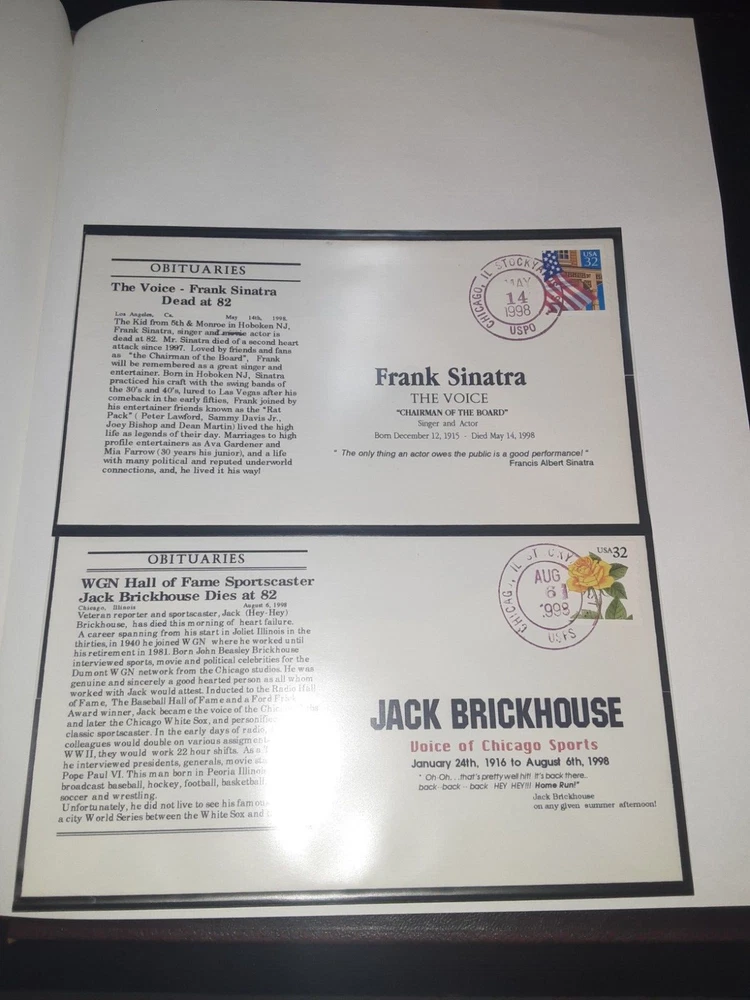 OBITUARIES
The Voice - Frank Sinatra
Dead at 82
Los Angeles, Ca. May 14th, 1998.
The Kid from 5th & Monroe in Hoboken NJ,
Frank Sinatra, singer and movie actor is
dead at 82. Mr. Sinatra died of a second heart
attack since 1997. Loved by friends and fans
as "the Chairman of the Board", Frank
will be remembered as a great singer and
entertainer. Born in Hoboken NJ, Sinatra
practiced his craft with the swing bands of
the 30's and 40's, lured to Las Vegas after his
comeback in the early fifties, Frank joined by
his entertainer friends known as the "Rat
Pack" ( Peter Lawford, Sammy Davis Jr.,
Joey Bishop and Dean Martin) lived the high
life as legends of their day. Marriages to high
profile entertainers as Ava Gardener and
Mia Farrow (30 years his junior), and a life
with many political and reputed underworld
connections, and, he lived it his way!
CHICAGO, IL STOCKYA
MAY
14
1998
USPO
USA
32
Frank Sinatra
THE VOICE
"CHAIRMAN OF THE BOARD"
Singer and Actor
Born December 12, 1915 - Died May 14, 1998
" The only thing an actor owes the public is a good performance! "
Francis Albert Sinatra
OBITUARIES
WGN Hall of Fame Sportscaster
Jack Brickhouse Dies at 82
Chicago, Illinois August 6, 1998
Veteran reporter and sportscaster, Jack (Hey-Hey)
Brickhouse, has died this morning of heart failure.
A career spanning from his start in Joliet Illinois in the
thirties, in 1940 he joined WGN where he worked until
his retirement in 1981. Born John Beasley Brickhouse
interviewed sports, movie and political celebrities for the
Dumont WGN network from the Chicago studios. He was
genuine and sincerely a good hearted person as all whom
worked with Jack would attest. Inducted to the Radio Hall
of Fame, The Baseball Hall of Fame and a Ford Frick
Award winner, Jack became the voice of the Chic
and later the Chicago White Sox, and personifie
classic sportscaster. In the early days of radio,
colleagues would double on various assignment
WWII, they would work 22 hour shifts. As a
he interviewed presidents, generals, movie sta
Pope Paul VI. This man born in Peoria Illinoi
broadcast baseball, hockey, football, basketball
soccer and wrestling.
Unfortunately, he did not live to see his famou
a city World Series between the White Sox and
CHICAG, IL ST CKY
AUG
6
1998
USPS
USA 32
JACK BRICKHOUSE
Voice of Chicago Sports
January 24th, 1916 to August 6th, 1998
" Oh-Oh. . .that's pretty well hit! It's back there..
back -back - back HEY HEY!!! Home Run!"
Jack Brickhouse
on any given summer afternoon!